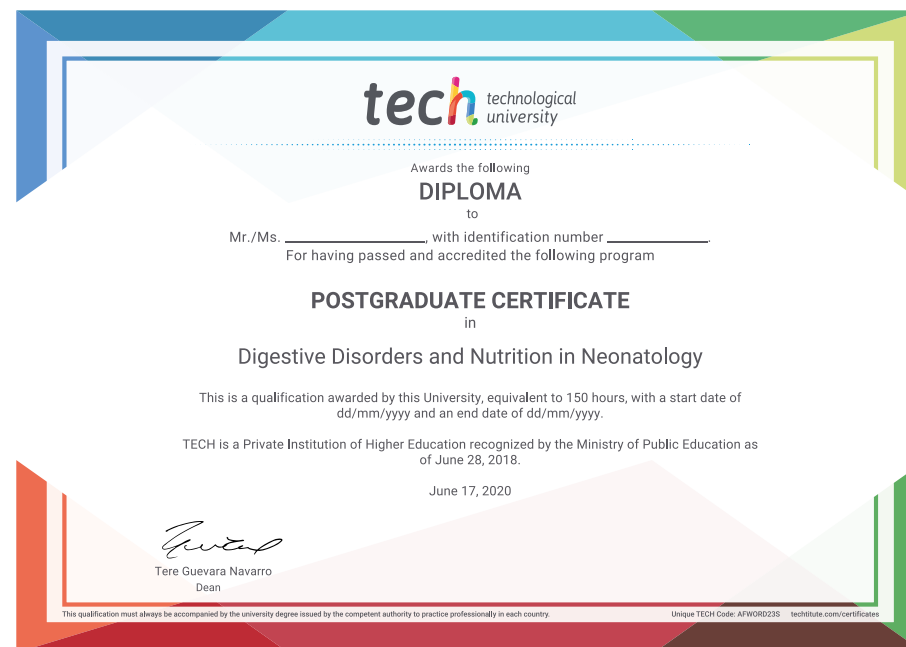 tech technological
university
Awards the following
DIPLOMA
to
Mr./Ms. ____________________, with identification number ______________.
For having passed and accredited the following program
POSTGRADUATE CERTIFICATE
in
Digestive Disorders and Nutrition in Neonatology
This is a qualification awarded by this University, equivalent to 150 hours, with a start date of
dd/mm/yyyy and an end date of dd/mm/yyyy.
TECH is a Private Institution of Higher Education recognized by the Ministry of Public Education as
of June 28, 2018.
June 17, 2020
Tere Guevara Navarro
Dean
This qualification must always be accompanied by the university degree issued by the competent authority to practice professionally in each country. Unique TECH Code: AFWORD23S techtitute.com/certificates